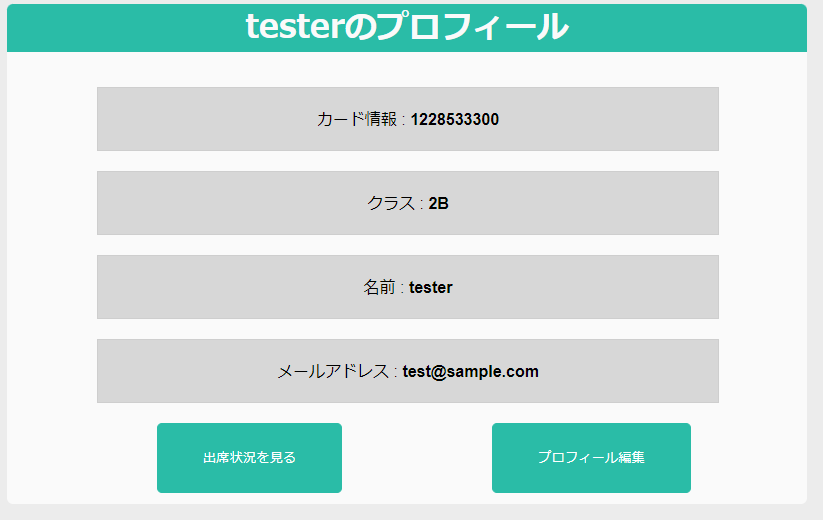 testerのプロフィール
カード情報 : 1228533300
クラス : 2B
名前 : tester
メールアドレス : test@sample.com
出席状況を見る
プロフィール編集